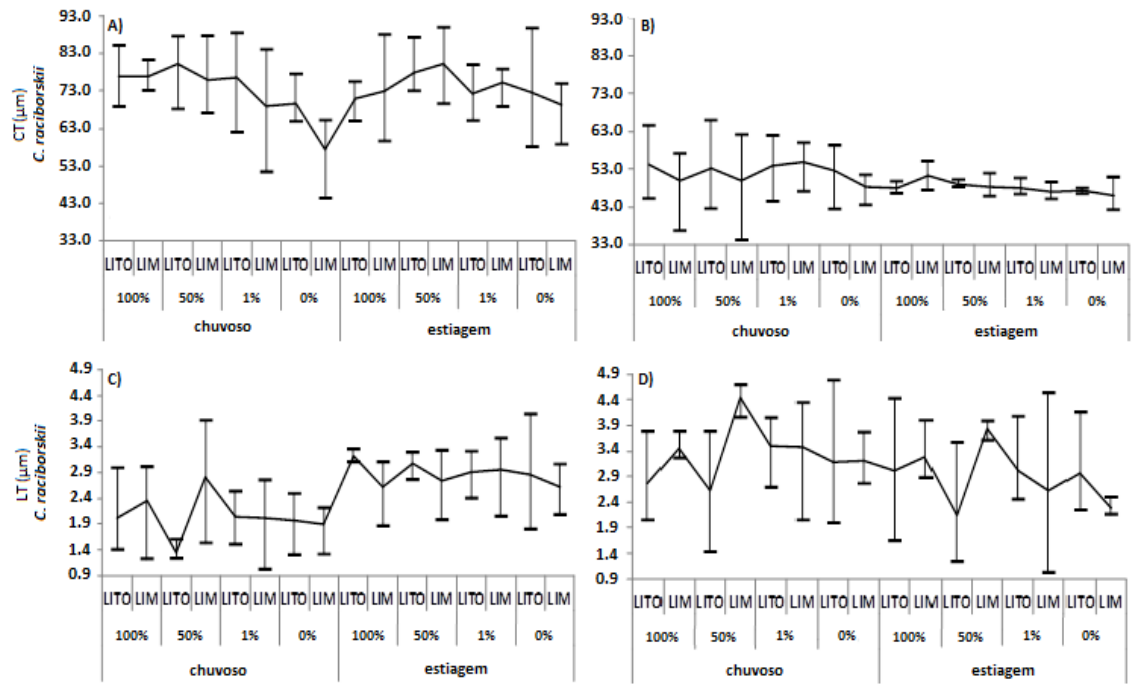 A)
CT (µm)
C. raciborskii
93.0
83.0
73.0
63.0
53.0
43.0
33.0
LITO LIM LITO LIM LITO LIM LITO LIM LITO LIM LITO LIM LITO LIM LITO LIM
100% 50% 1% 0% 100% 50% 1% 0%
chuvoso estiagem
B)
93.0
83.0
73.0
63.0
53.0
43.0
33.0
LITO LIM LITO LIM LITO LIM LITO LIM LITO LIM LITO LIM LITO LIM LITO LIM
100% 50% 1% 0% 100% 50% 1% 0%
chuvoso estiagem
C)
LT (µm)
C. raciborskii
4.9
4.4
3.9
3.4
2.9
2.4
1.9
1.4
0.9
LITO LIM LITO LIM LITO LIM LITO LIM LITO LIM LITO LIM LITO LIM LITO LIM
100% 50% 1% 0% 100% 50% 1% 0%
chuvoso estiagem
D)
4.9
4.4
3.9
3.4
2.9
2.4
1.9
1.4
0.9
LITO LIM LITO LIM LITO LIM LITO LIM LITO LIM LITO LIM LITO LIM LITO LIM
100% 50% 1% 0% 100% 50% 1% 0%
chuvoso estiagem